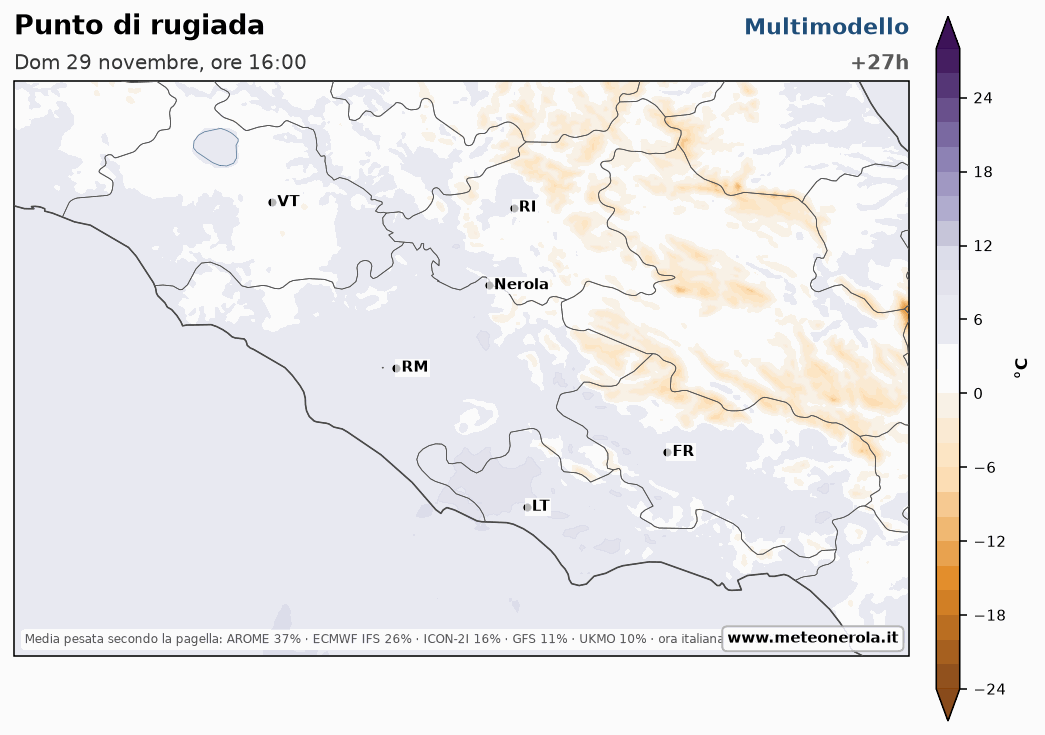 Punto di rugiada
Multimodello
Dom 29 novembre, ore 16:00
+27h
VT
RI
Nerola
RM
FR
LT
24
18
12
6
0
−6
−12
−18
−24
°C
Media pesata secondo la pagella: AROME 37% · ECMWF IFS 26% · ICON-2I 16% · GFS 11% · UKMO 10% · ora italiana
www.meteonerola.it